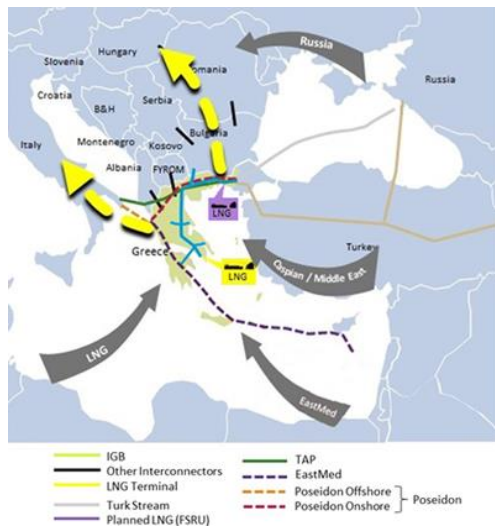 Hungary
Slovenia
Russia
Russia
Croatia
omania
B&H
Serbia
Italy
Bulgaria
Montenegro
Kosovo
Albania
FYROM
LNG
Greece
Turkey
LNG
Caspian / Middle East
LNG
EastMed
IGB
Other Interconnectors
LNG Terminal
Turk Stream
Planned LNG (FSRU)
TAP
EastMed
Poseidon Offshore
Poseidon Onshore
Poseidon